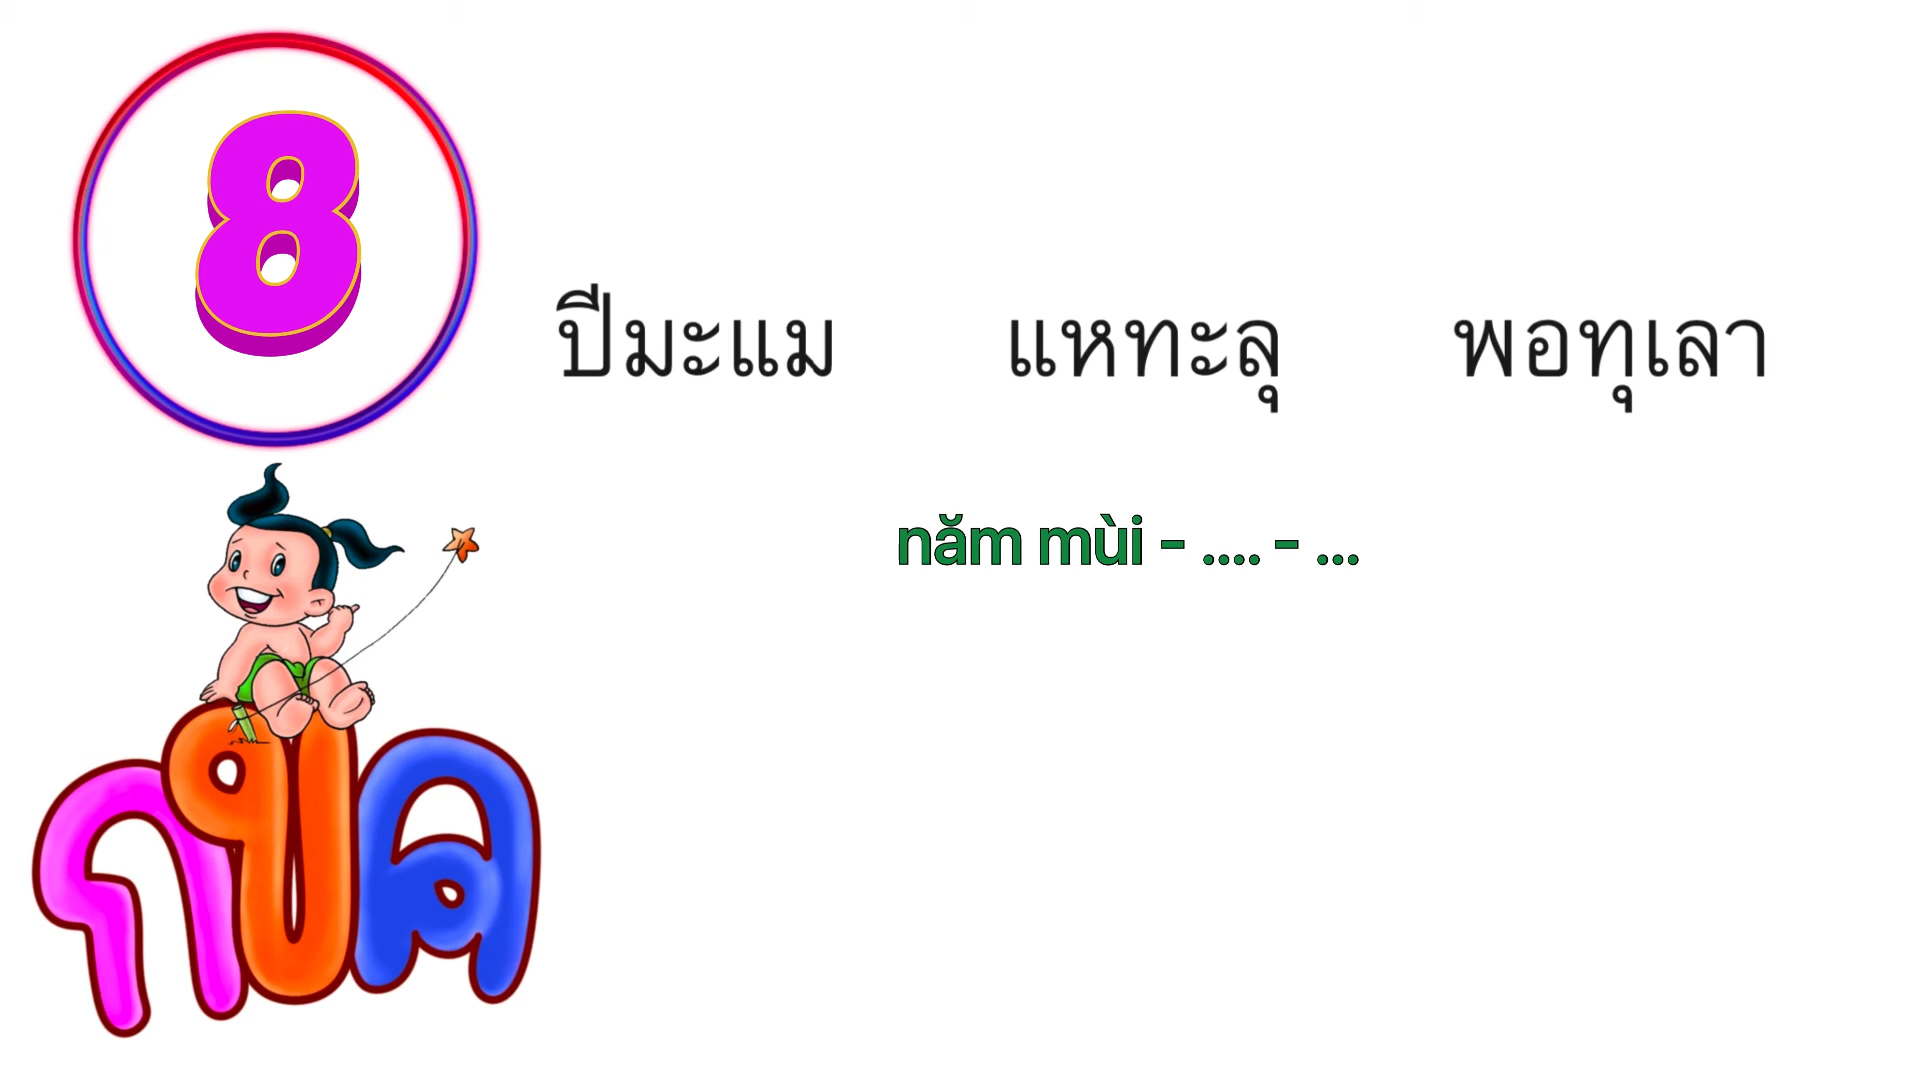 8
ปีมะแม แหทะลุ พอทุเลา
năm mùi - .... - ...
กขค